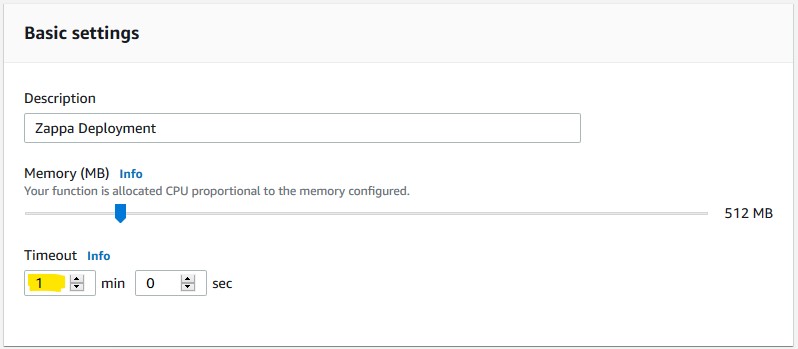 Basic settings
Description
Zappa Deployment
Memory (MB) Info
Your function is allocated CPU proportional to the memory configured.
512 MB
Timeout Info
1 min 0 sec